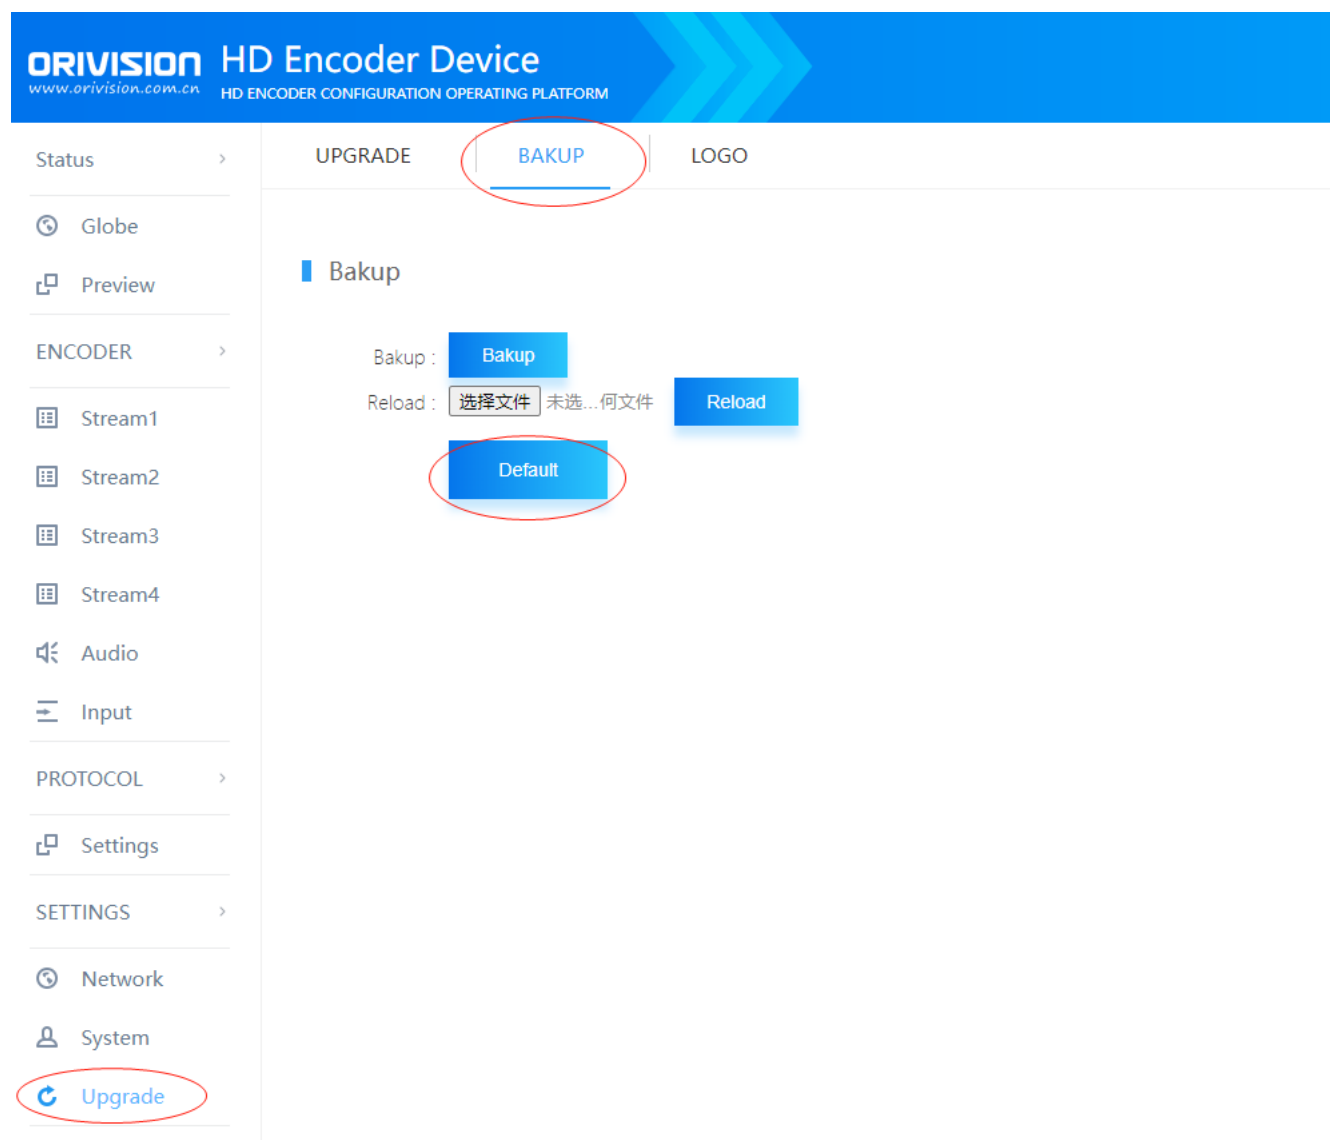 ORIVISION
www.orivision.com.cn
HD Encoder Device
HD ENCODER CONFIGURATION OPERATING PLATFORM
Status
Globe
Preview
ENCODER
Stream1
Stream2
Stream3
Stream4
Audio
Input
PROTOCOL
Settings
SETTINGS
Network
System
Upgrade
UPGRADE
BAKUP
LOGO
Bakup
Bakup : Bakup
Reload : 选择文件 未选...何文件 Reload
Default